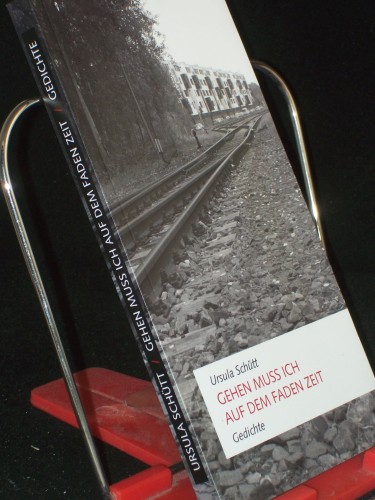 URSULA SCHÜTT / GEHEN MUSS ICH AUF DEM FADEN ZEIT / GEDICHTE
Ursula Schütt
GEHEN MUSS ICH
AUF DEM FADEN ZEIT
Gedichte